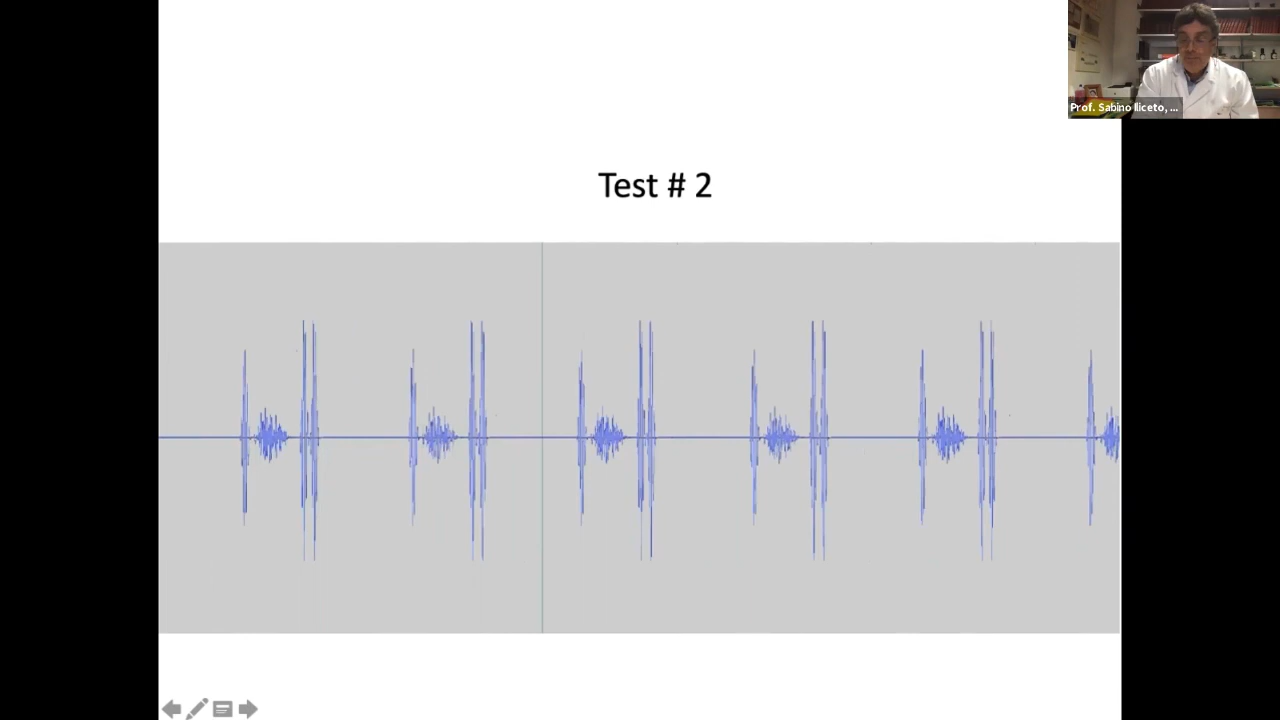 Prof. Sabino Iliceto, ...
Test # 2